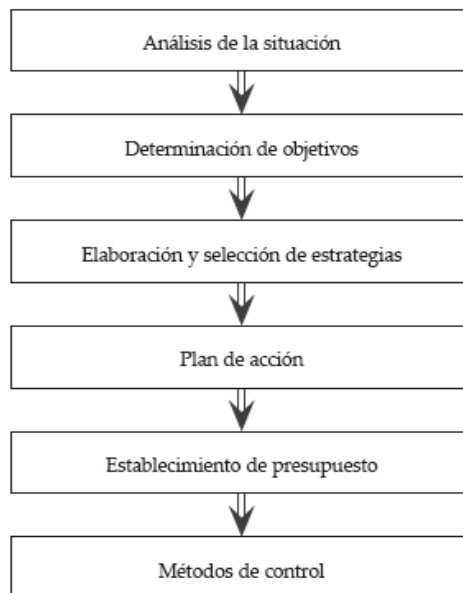 Análisis de la situación
Determinación de objetivos
Elaboración y selección de estrategias
Plan de acción
Establecimiento de presupuesto
Métodos de control